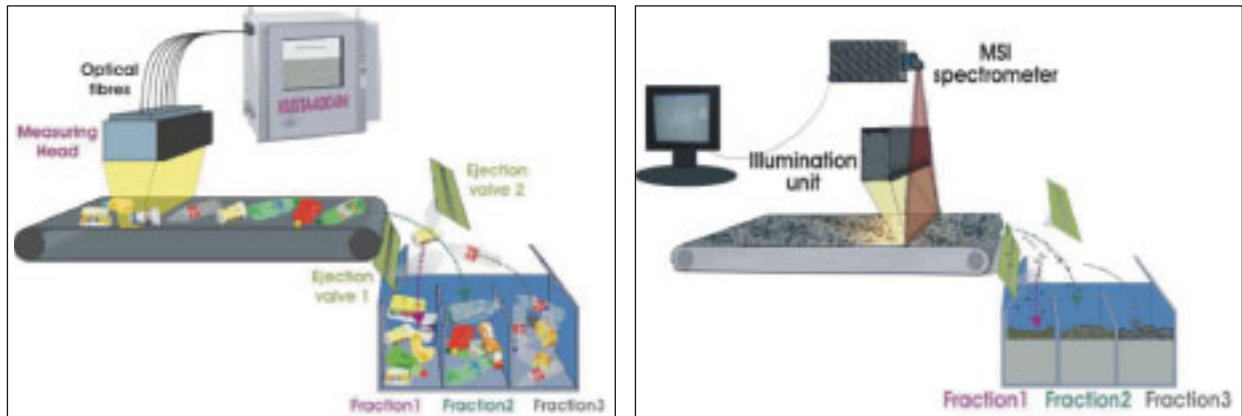 Optical
fibres
Measuring
Head
KUSTA4004M
Ejection
valve 2
Ejection
valve 1
Fraction1 Fraction2 Fraction3
MSI
spectrometer
Illumination
unit
Fraction1 Fraction2 Fraction3